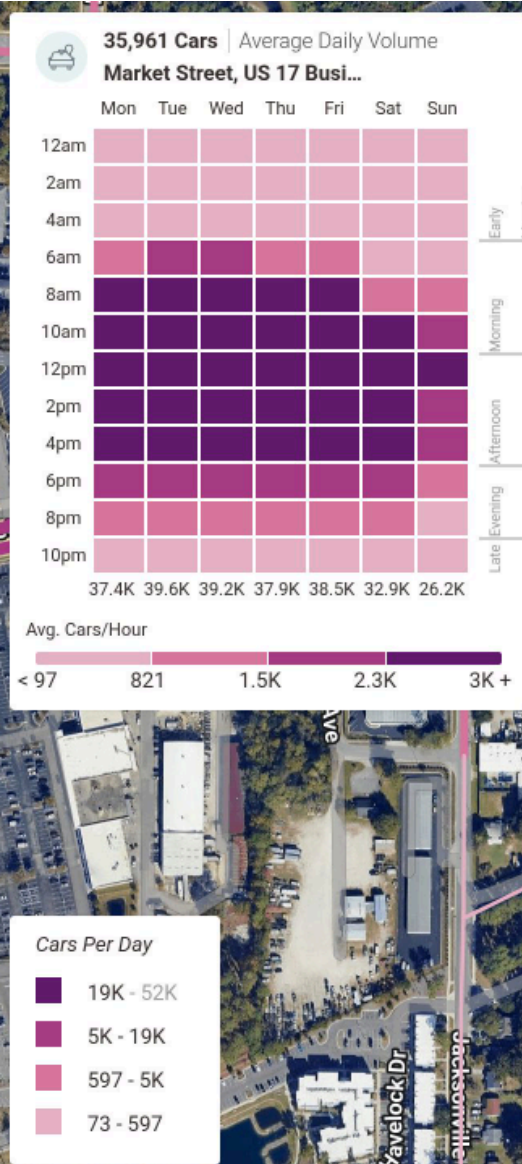 35,961 Cars | Average Daily Volume
Market Street, US 17 Busi...
Mon Tue Wed Thu Fri Sat Sun
12am
2am
4am
Early
6am
8am
10am
Morning
12pm
2pm
4pm
Afternoon
6pm
8pm
Evening
10pm
Late
37.4K 39.6K 39.2K 37.9K 38.5K 32.9K 26.2K
Avg. Cars/Hour
< 97 821 1.5K 2.3K 3K +
Ave
Cars Per Day
19K - 52K
5K - 19K
597 - 5K
73 - 597
Havelock Dr
Jacksonville